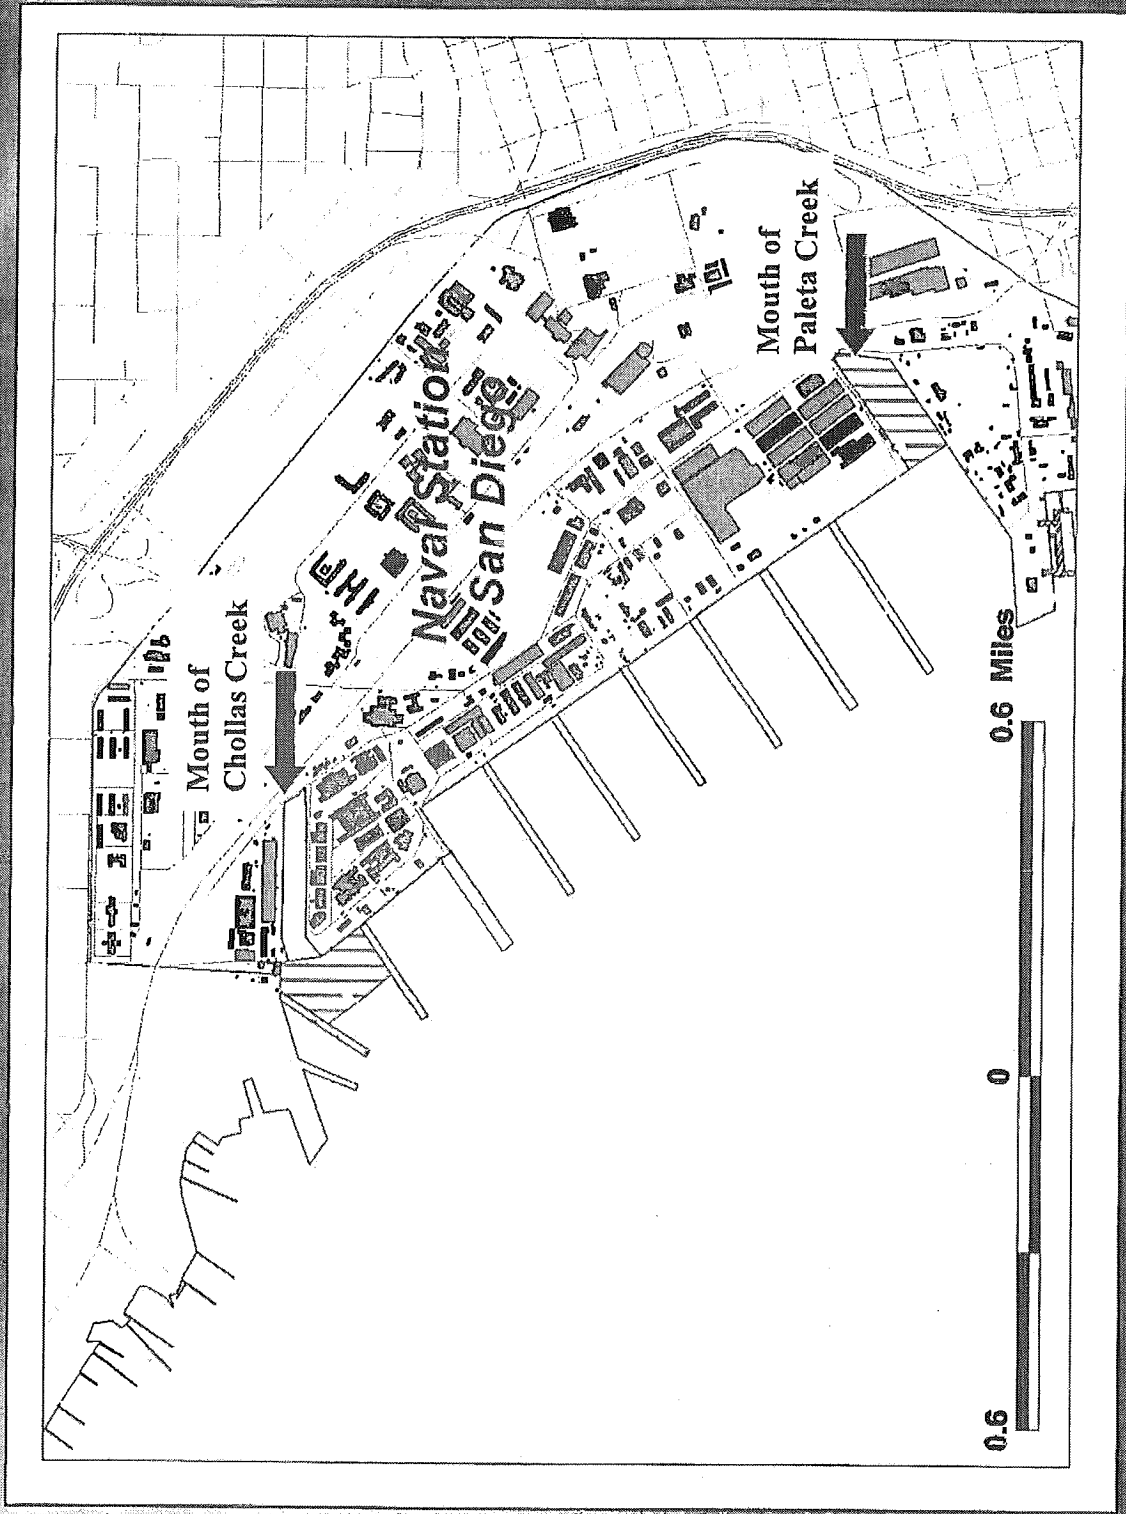 Mouth of
Chollas Creek
Naval Station
San Diego
Mouth of
Paleta Creek
0.6
0
0.6 Miles